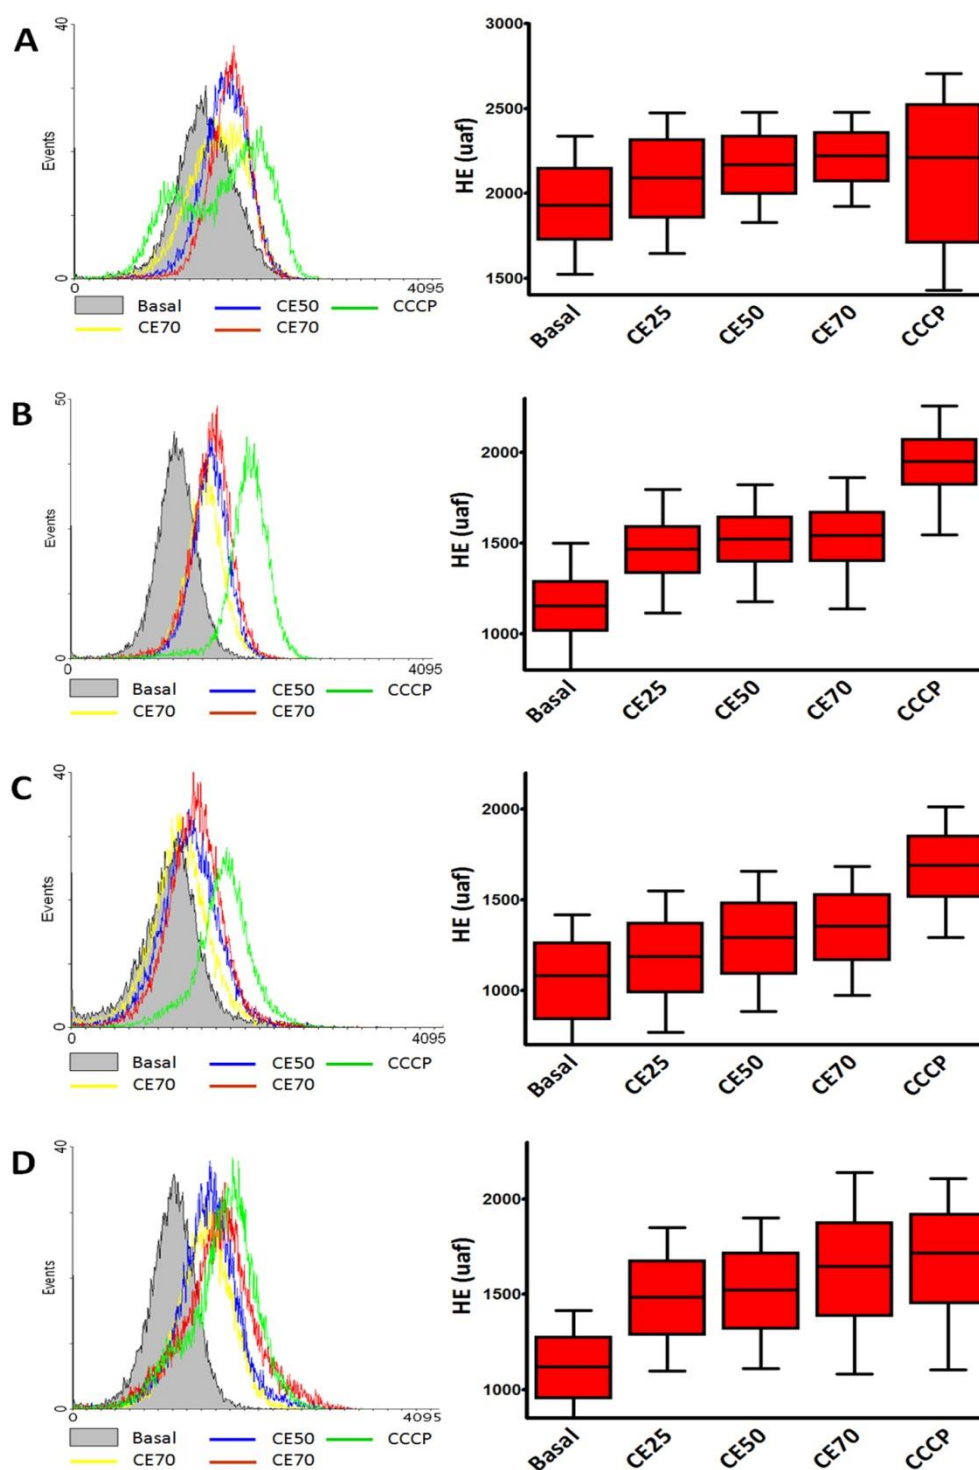 A
40
Events
0
0
4095
Basal CE50 CCCP
CE70 CE70
HE (uaf)
3000
2500
2000
1500
Basal CE25 CE50 CE70 CCCP
B
50
Events
0
0
4095
Basal CE50 CCCP
CE70 CE70
HE (uaf)
2000
1500
1000
Basal CE25 CE50 CE70 CCCP
C
40
Events
0
0
4095
Basal CE50 CCCP
CE70 CE70
HE (uaf)
2000
1500
1000
Basal CE25 CE50 CE70 CCCP
D
40
Events
0
0
4095
Basal CE50 CCCP
CE70 CE70
HE (uaf)
2000
1500
1000
Basal CE25 CE50 CE70 CCCP